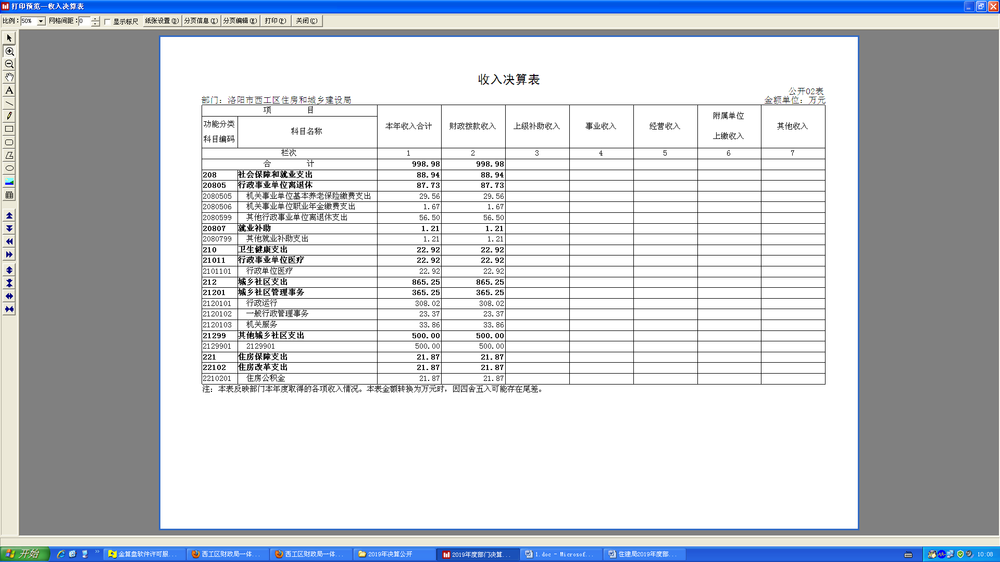 打印预览—收入决算表
比例: 50% 网格间距: 0 显示标尺 纸张设置(D) 分页信息(I) 分页编辑(E) 打印(P) 关闭(C)
收入决算表
公开02表
部门：洛阳市西工区住房和城乡建设局 金额单位：万元
项 目 本年收入合计 财政拨款收入 上级补助收入 事业收入 经营收入 附属单位上缴收入 其他收入
功能分类科目编码 科目名称
栏次 1 2 3 4 5 6 7
合 计 998.98 998.98
208 社会保障和就业支出 88.94 88.94
20805 行政事业单位离退休 87.73 87.73
2080505 机关事业单位基本养老保险缴费支出 29.56 29.56
2080506 机关事业单位职业年金缴费支出 1.67 1.67
2080599 其他行政事业单位离退休支出 56.50 56.50
20807 就业补助 1.21 1.21
2080799 其他就业补助支出 1.21 1.21
210 卫生健康支出 22.92 22.92
21011 行政事业单位医疗 22.92 22.92
2101101 行政单位医疗 22.92 22.92
212 城乡社区支出 865.25 865.25
21201 城乡社区管理事务 365.25 365.25
2120101 行政运行 308.02 308.02
2120102 一般行政管理事务 23.37 23.37
2120103 机关服务 33.86 33.86
21299 其他城乡社区支出 500.00 500.00
2129901 2129901 500.00 500.00
221 住房保障支出 21.87 21.87
22102 住房改革支出 21.87 21.87
2210201 住房公积金 21.87 21.87
注：本表反映部门本年度取得的各项收入情况。本表金额转换为万元时，因四舍五入可能存在尾差。
开始 金算盘软件许可服... 西工区财政局一体... 西工区财政局一体... 2019年决算公开 2019年度部门决算... 1.doc - Microsof... 住建局2019年度部... 10:08